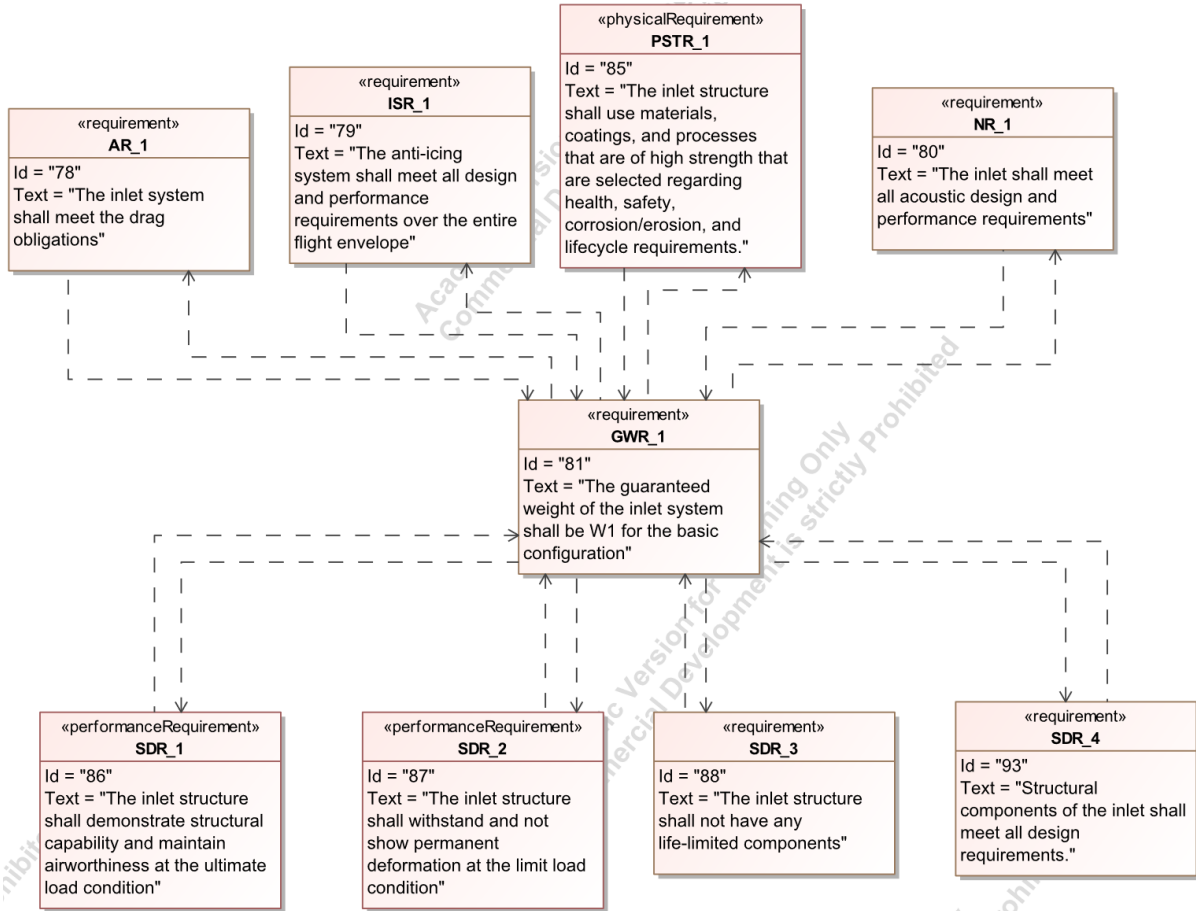 «physicalRequirement»
PSTR_1
Id = "85"
Text = "The inlet structure
shall use materials,
coatings, and processes
that are of high strength that
are selected regarding
health, safety,
corrosion/erosion, and
lifecycle requirements."
«requirement»
ISR_1
Id = "79"
Text = "The anti-icing
system shall meet all design
and performance
requirements over the entire
flight envelope"
«requirement»
NR_1
Id = "80"
Text = "The inlet shall meet
all acoustic design and
performance requirements"
«requirement»
AR_1
Id = "78"
Text = "The inlet system
shall meet the drag
obligations"
«requirement»
GWR_1
Id = "81"
Text = "The guaranteed
weight of the inlet system
shall be W1 for the basic
configuration"
«performanceRequirement»
SDR_1
Id = "86"
Text = "The inlet structure
shall demonstrate structural
capability and maintain
airworthiness at the ultimate
load condition"
«performanceRequirement»
SDR_2
Id = "87"
Text = "The inlet structure
shall withstand and not
show permanent
deformation at the limit load
condition"
«requirement»
SDR_3
Id = "88"
Text = "The inlet structure
shall not have any
life-limited components"
«requirement»
SDR_4
Id = "93"
Text = "Structural
components of the inlet shall
meet all design
requirements."
Version for
ning Only
Development is strictly Prohibited